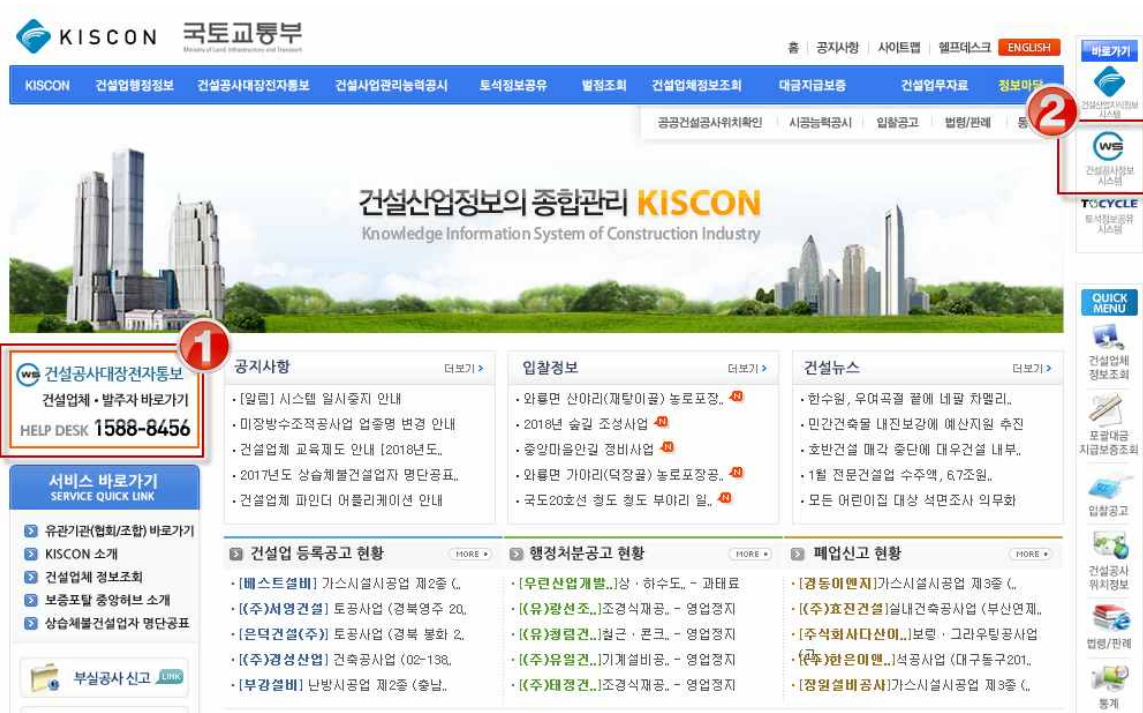 KISCON 국토교통부
Ministry of Land, Infrastructure and Transport
홈 공지사항 사이트맵 헬프데스크 ENGLISH
KISCON 건설업행정정보 건설공사대장전자통보 건설사업관리능력공시 토석정보공유 벌점조회 건설업체정보조회 대금지급보증 건설업무자료 정보마당
공공건설공사위치확인 시공능력공시 입찰공고 법령/판례
바로가기
건설산업지식정보
시스템
2
WS
건설공사정보
시스템
TOCYCLE
토석정보공유
시스템
건설산업정보의 종합관리 KISCON
Knowledge Information System of Construction Industry
1
WS 건설공사대장전자통보
건설업체 • 발주자 바로가기
HELP DESK 1588-8456
서비스 바로가기
SERVICE QUICK LINK
유관기관(협회/조합) 바로가기
KISCON 소개
건설업체 정보조회
보증포탈 중앙허브 소개
상습체불건설업자 명단공표
부실공사 신고 LINK
공지사항 더보기
· [알림] 시스템 일시중지 안내
· 미장방수조적공사 업종명 변경 안내
· 건설업체 교육제도 안내 [2018년도..
· 2017년도 상습체불건설업자 명단공표..
· 건설업체 파인더 어플리케이션 안내
입찰정보 더보기
· 와룡면 산야리(재탕이골) 농로포장.. N
· 2018년 숲길 조성사업 N
· 중앙마을안길 정비사업 N
· 와룡면 가야리(덕장골) 농로포장공.. N
· 국도20호선 청도 청도 부야리 일.. N
건설뉴스 더보기
· 한수원, 우여곡절 끝에 네팔 차멜리..
· 민간건축물 내진보강에 예산지원 추진
· 호반건설 매각 중단에 대우건설 내부..
· 1월 전문건설업 수주액, 6.7조원..
· 모든 어린이집 대상 석면조사 의무화
건설업 등록공고 현황 MORE
· [베스트설비] 가스시설시공업 제2종 (..
· [(주)서영건설] 토공사업 (경북영주 20..
· [은덕건설(주)] 토공사업 (경북 봉화 2..
· [(주)경성산업] 건축공사업 (02-138..
· [부강설비] 난방시공업 제2종 (충남..
행정처분공고 현황 MORE
· [우린산업개발..]상 · 하수도.. - 과태료
· [(유)랑선조..]조경식재공.. - 영업정지
· [(유)청림건..]철근 · 콘크.. - 영업정지
· [(주)유일건..]기계설비공.. - 영업정지
· [(주)태정건..]조경식재공.. - 영업정지
폐업신고 현황 MORE
· [경동이엔지]가스시설시공업 제3종 (..
· [(주)효진건설]실내건축공사업 (부산연제..
· [주식회사다산이..]보링 · 그라우팅공사업
· [(주)한은이앤..]석공사업 (대구동구201..
· [장원설비공사]가스시설시공업 제3종 (..
QUICK
MENU
건설업체
정보조회
포괄대금
지급보증조회
입찰공고
건설공사
위치정보
법령/판례
통계